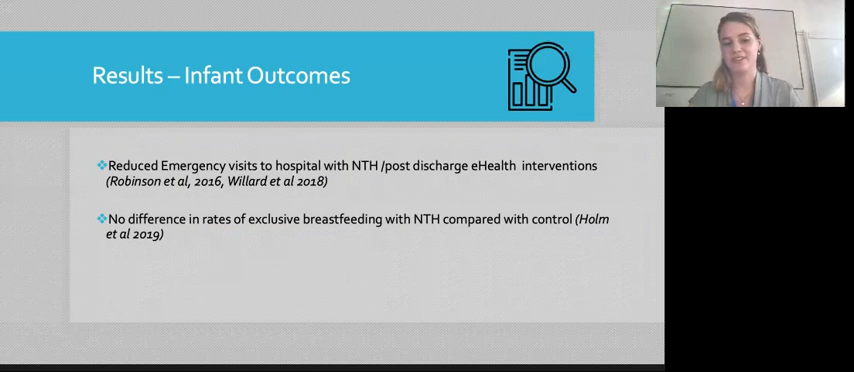 Results – Infant Outcomes
Reduced Emergency visits to hospital with NTH /post discharge eHealth interventions
(Robinson et al, 2016, Willard et al 2018)
No difference in rates of exclusive breastfeeding with NTH compared with control (Holm
et al 2019)